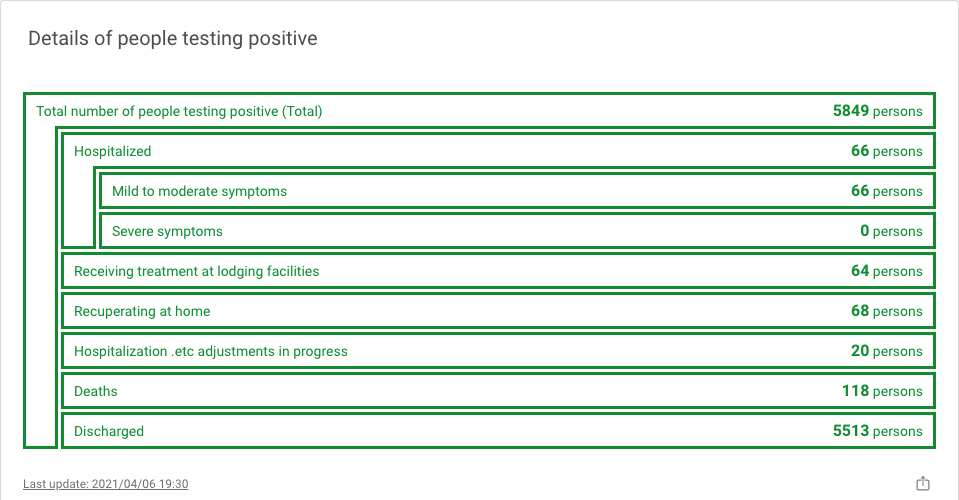 Details of people testing positive
Total number of people testing positive (Total) 5849 persons
Hospitalized 66 persons
Mild to moderate symptoms 66 persons
Severe symptoms 0 persons
Receiving treatment at lodging facilities 64 persons
Recuperating at home 68 persons
Hospitalization .etc adjustments in progress 20 persons
Deaths 118 persons
Discharged 5513 persons
Last update: 2021/04/06 19:30